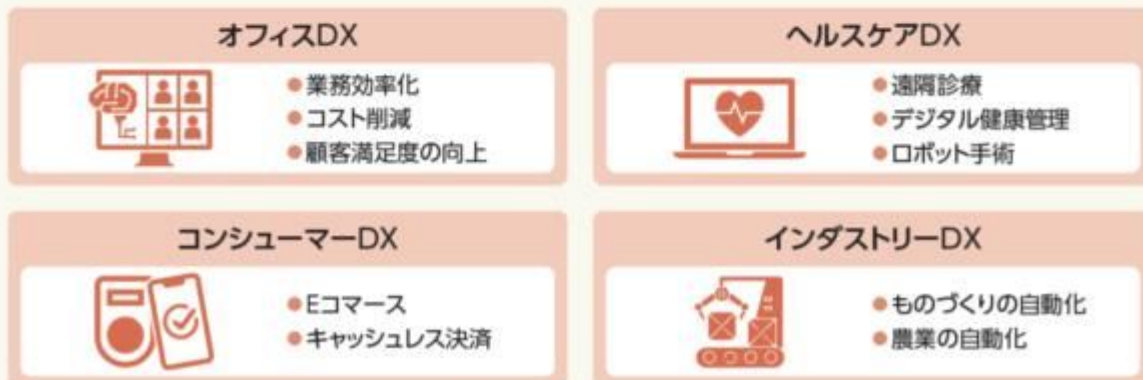 オフィスDX
●業務効率化
●コスト削減
●顧客満足度の向上
ヘルスケアDX
●遠隔診療
●デジタル健康管理
●ロボット手術
コンシューマーDX
●Eコマース
●キャッシュレス決済
インダストリーDX
●ものづくりの自動化
●農業の自動化